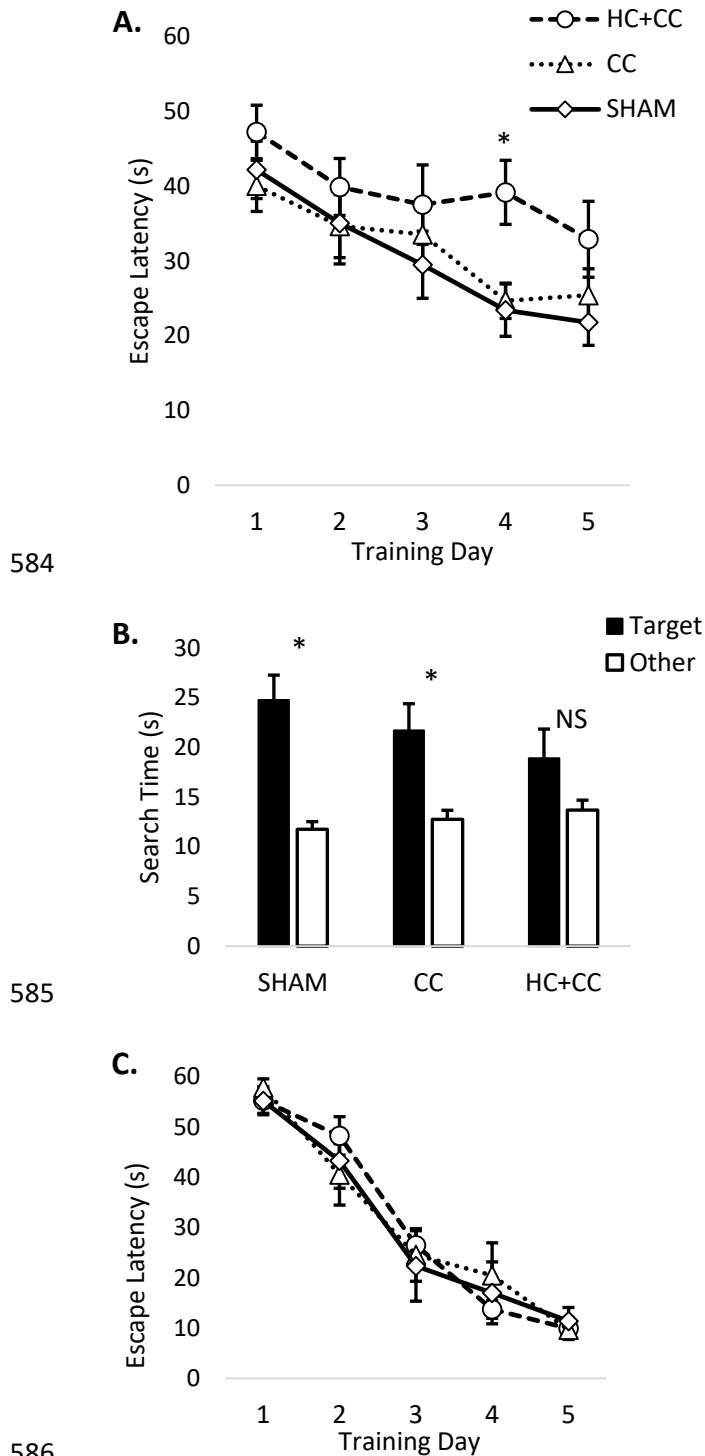 A.
HC+CC
CC
SHAM
60
50
40
30
20
10
0
Escape Latency (s)
*
1 2 3 4 5
Training Day
584
B.
Target
Other
30
25
20
15
10
5
0
Search Time (s)
* * NS
SHAM CC HC+CC
585
C.
60
50
40
30
20
10
0
Escape Latency (s)
1 2 3 4 5
Training Day
586